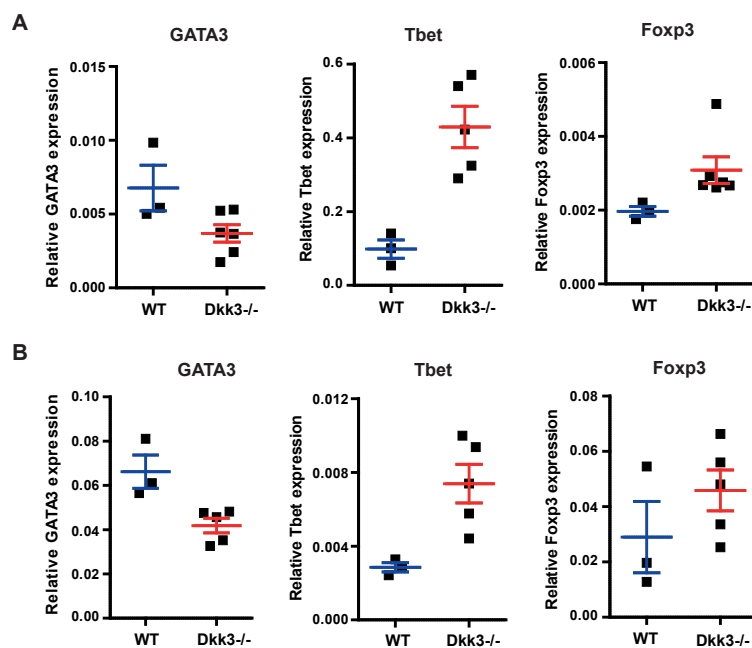 A
GATA3
Relative GATA3 expression
0.015
0.010
0.005
0.000
WT
Dkk3-/-
Tbet
Relative Tbet expression
0.6
0.4
0.2
0.0
WT
Dkk3-/-
Foxp3
Relative Foxp3 expression
0.006
0.004
0.002
0.000
WT
Dkk3-/-
B
GATA3
Relative GATA3 expression
0.10
0.08
0.06
0.04
0.02
0.00
WT
Dkk3-/-
Tbet
Relative Tbet expression
0.012
0.008
0.004
0.000
WT
Dkk3-/-
Foxp3
Relative Foxp3 expression
0.08
0.06
0.04
0.02
0.00
WT
Dkk3-/-